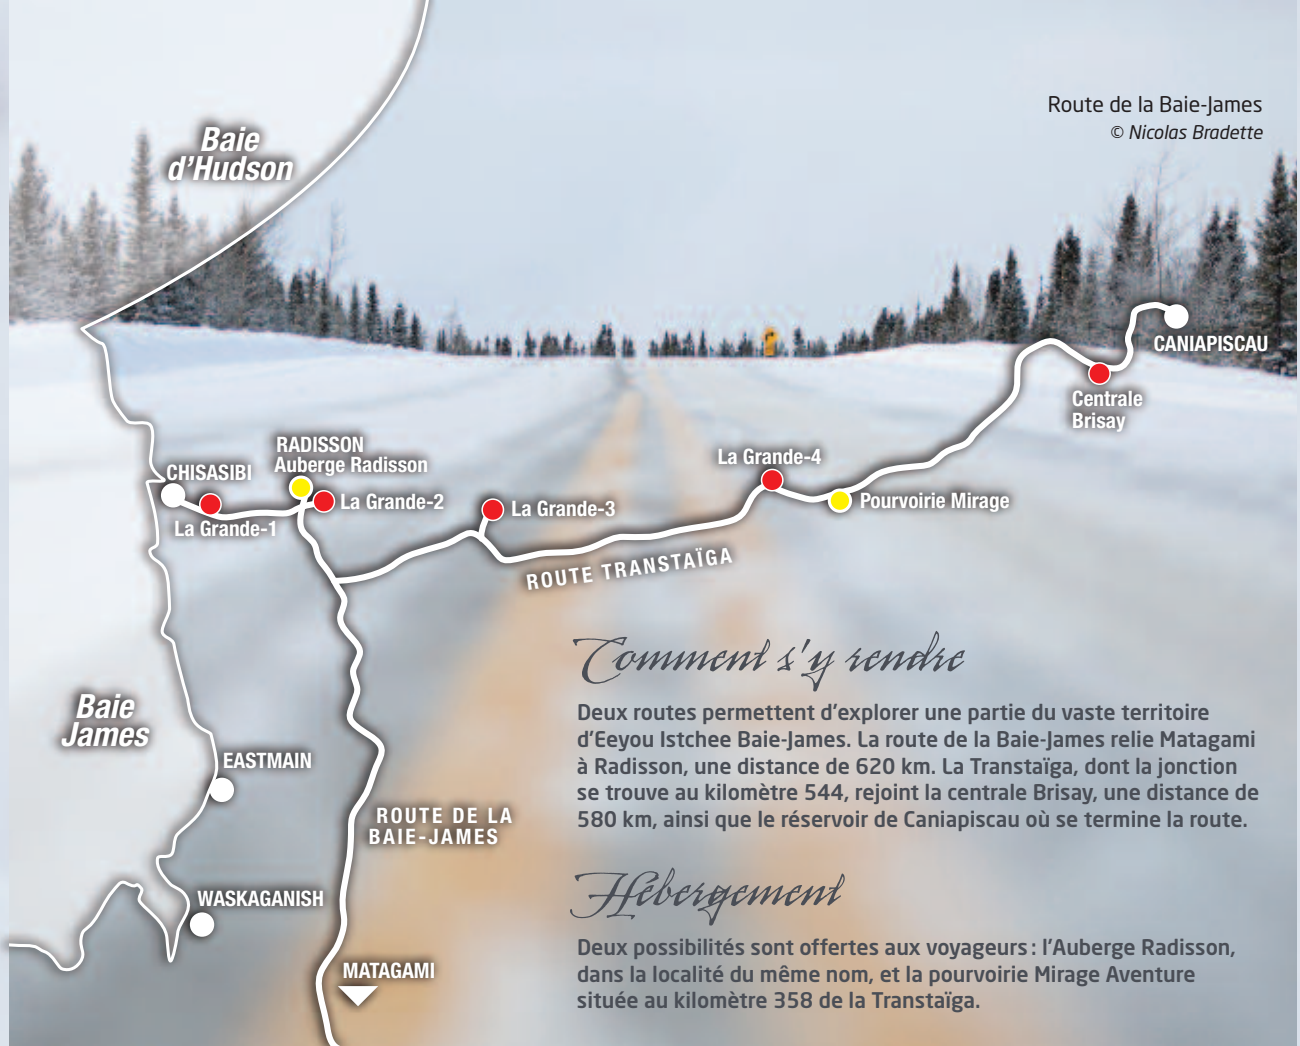 Route de la Baie-James
© Nicolas Bradette
Baie
d'Hudson
CANIAPISCAU
Centrale
Brisay
RADISSON
Auberge Radisson
CHISASIBI
La Grande-1
La Grande-2
La Grande-3
La Grande-4
Pourvoirie Mirage
ROUTE TRANSTAÏGA
Baie
James
EASTMAIN
ROUTE DE LA
BAIE-JAMES
WASKAGANISH
MATAGAMI
Comment s'y rendre
Deux routes permettent d'explorer une partie du vaste territoire
d'Eeyou Istchee Baie-James. La route de la Baie-James relie Matagami
à Radisson, une distance de 620 km. La Transtaïga, dont la jonction
se trouve au kilomètre 544, rejoint la centrale Brisay, une distance de
580 km, ainsi que le réservoir de Caniapiscau où se termine la route.
Hébergement
Deux possibilités sont offertes aux voyageurs : l'Auberge Radisson,
dans la localité du même nom, et la pourvoirie Mirage Aventure
située au kilomètre 358 de la Transtaïga.